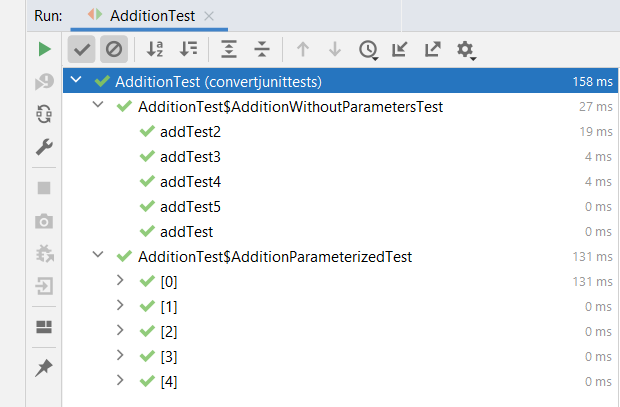 Run: AdditionTest
AdditionTest (convertjunittests) 158 ms
AdditionTest$AdditionWithoutParametersTest 27 ms
addTest2 19 ms
addTest3 4 ms
addTest4 4 ms
addTest5 0 ms
addTest 0 ms
AdditionTest$AdditionParameterizedTest 131 ms
[0] 131 ms
[1] 0 ms
[2] 0 ms
[3] 0 ms
[4] 0 ms